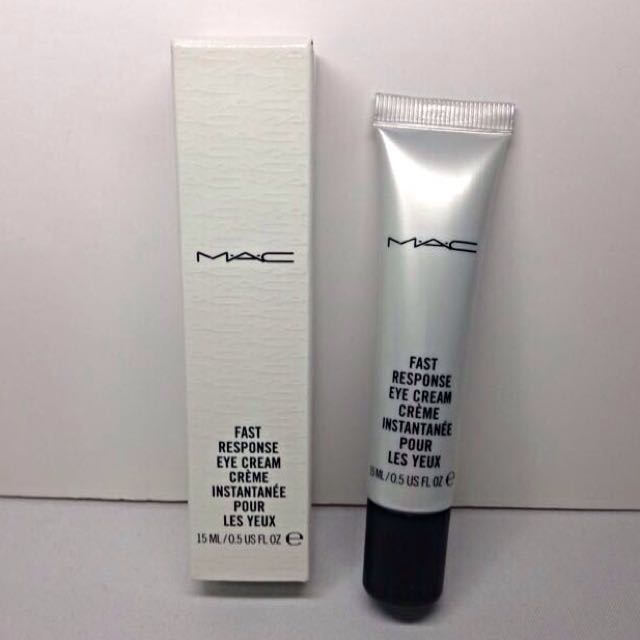 M·A·C
FAST
RESPONSE
EYE CREAM
CRÈME
INSTANTANÉE
POUR
LES YEUX
15 ML/0.5 US FL OZ ℮
M·A·C
FAST
RESPONSE
EYE CREAM
CRÈME
INSTANTANÉE
POUR
LES YEUX
15 ML/0.5 US FL OZ ℮